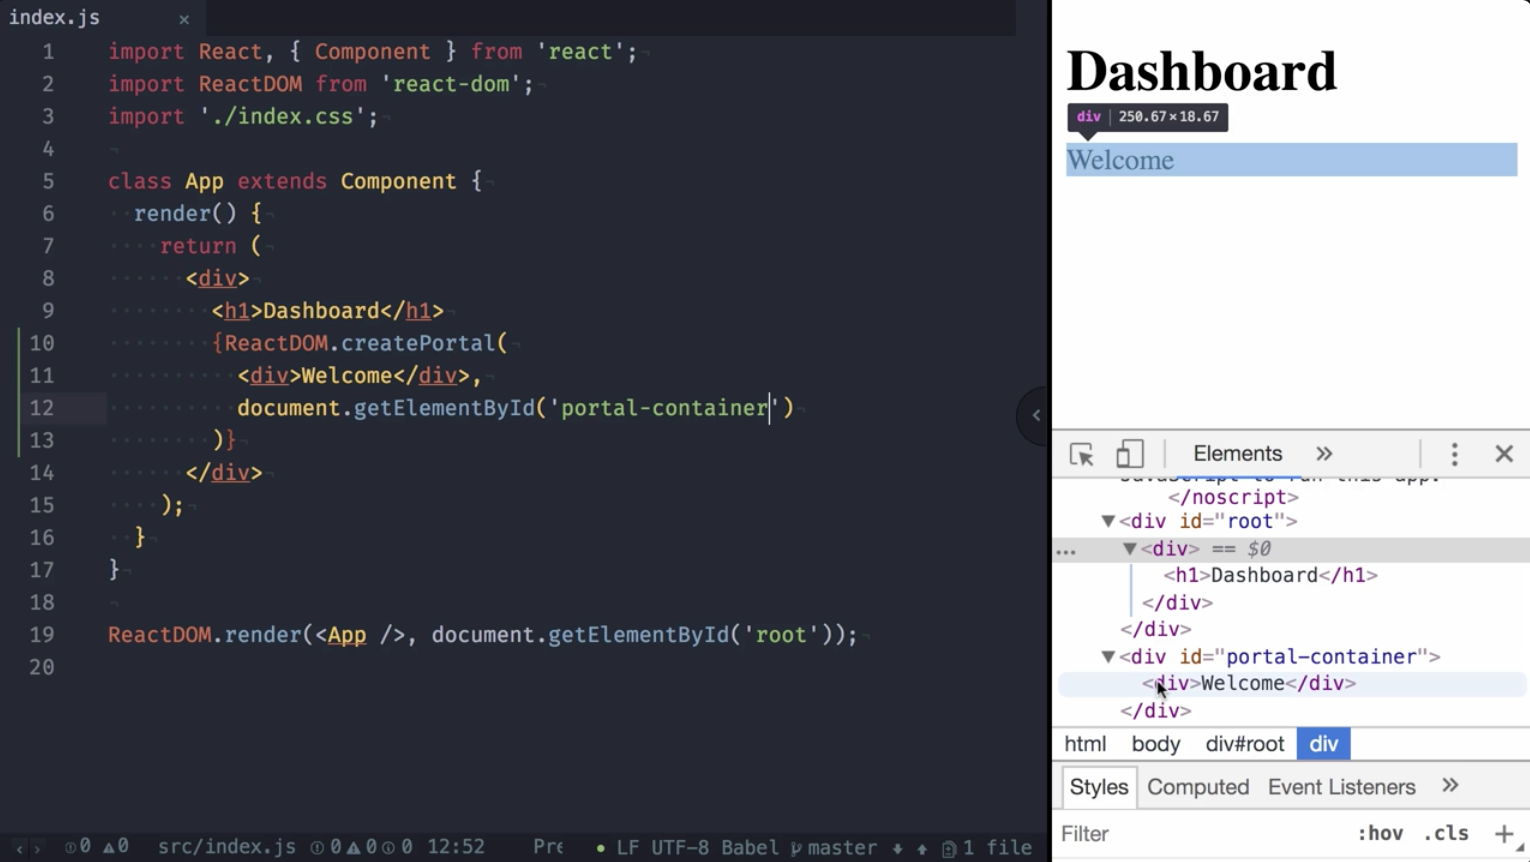 index.js ×
1 import React, { Component } from 'react';
2 import ReactDOM from 'react-dom';
3 import './index.css';
4
5 class App extends Component {
6 render() {
7 return (
8 <div>
9 <h1>Dashboard</h1>
10 {ReactDOM.createPortal(
11 <div>Welcome</div>,
12 document.getElementById('portal-container')
13 )}
14 </div>
15 );
16 }
17 }
18
19 ReactDOM.render(<App />, document.getElementById('root'));
20
0 0 src/index.js 0 0 0 12:52 LF UTF-8 Babel master 1 file
Dashboard
div | 250.67×18.67
Welcome
Elements »
</noscript>
▼<div id="root">
… ▼<div> == $0
<h1>Dashboard</h1>
</div>
</div>
▼<div id="portal-container">
<div>Welcome</div>
</div>
html body div#root div
Styles Computed Event Listeners »
Filter :hov .cls +